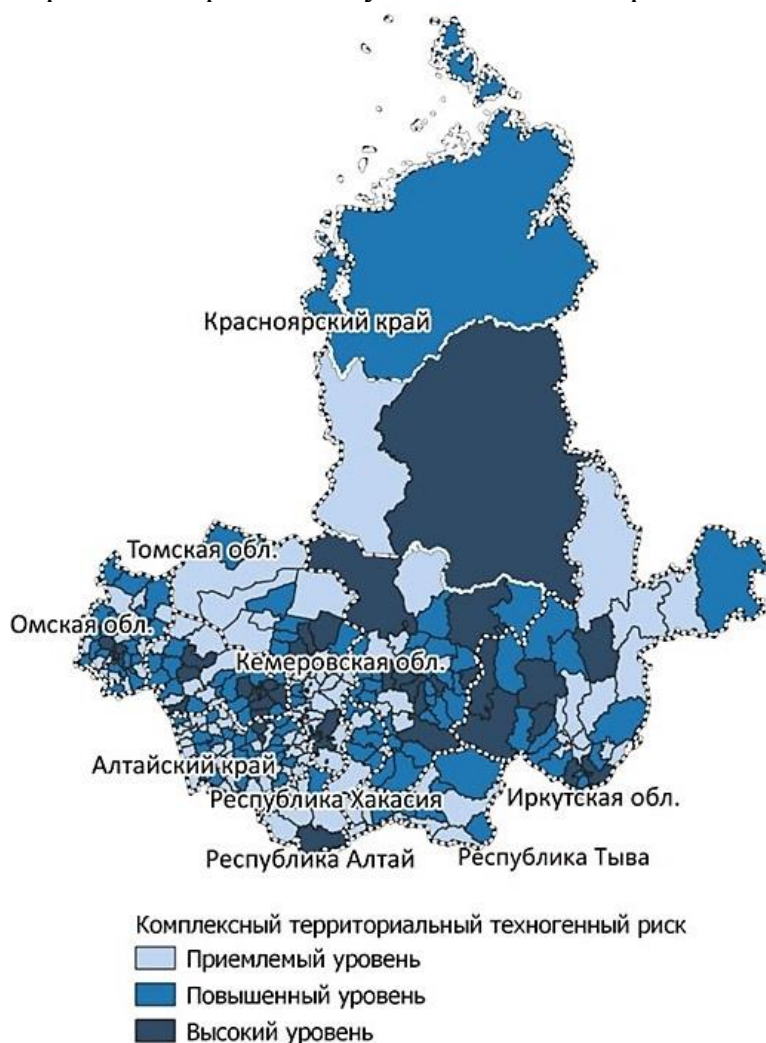 Красноярский край
Томская обл.
Омская обл.
Кемеровская обл.
Алтайский край
Республика Хакасия
Иркутская обл.
Республика Алтай
Республика Тыва
Комплексный территориальный техногенный риск
Приемлемый уровень
Повышенный уровень
Высокий уровень